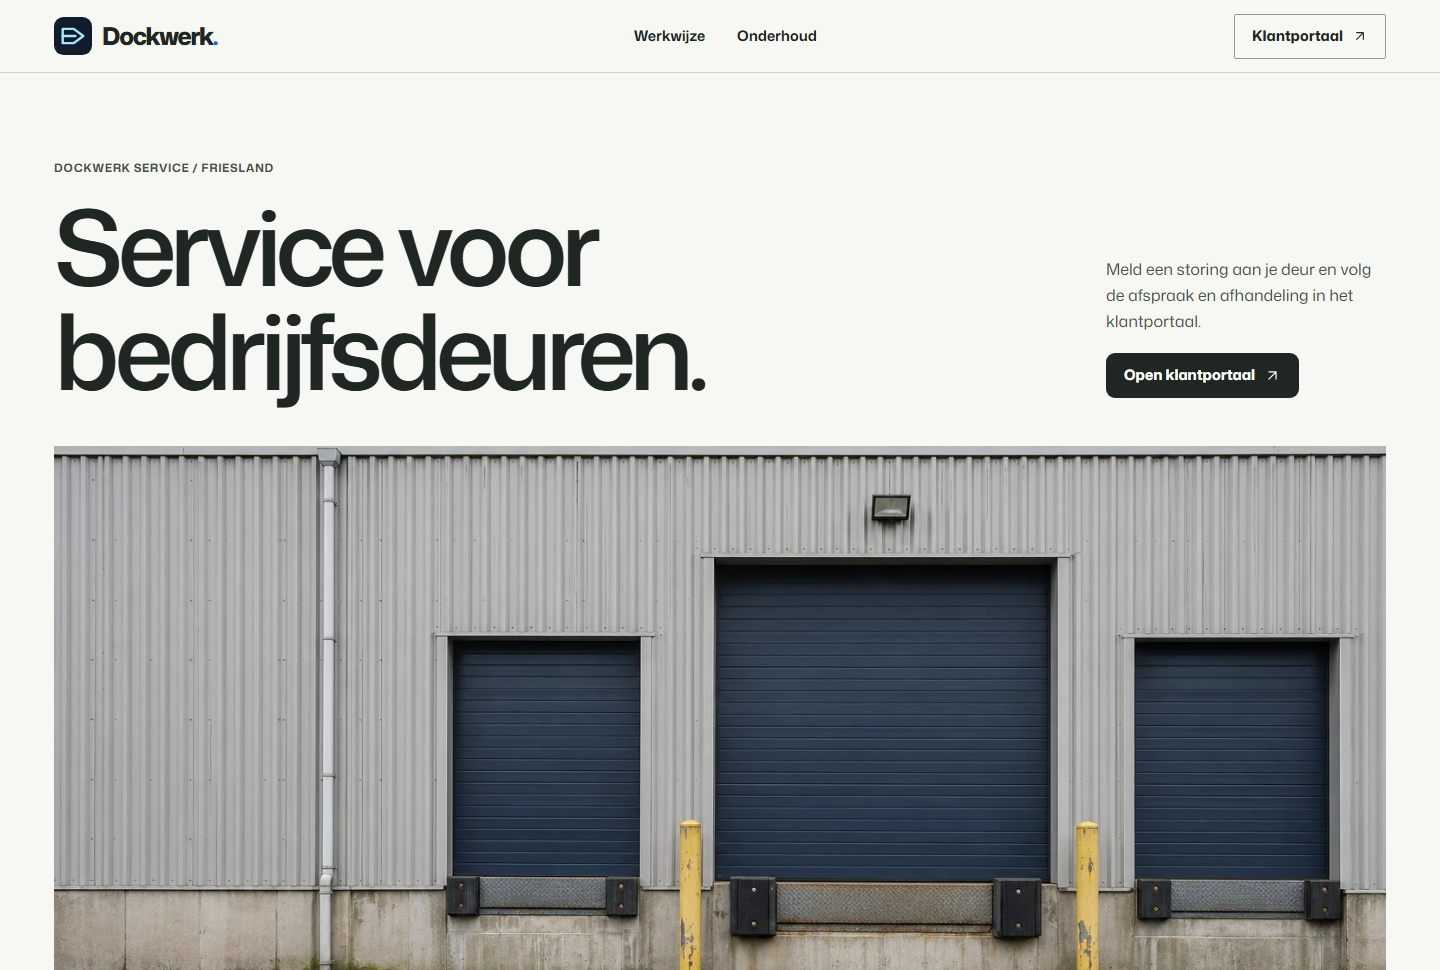 Dockwerk.
Werkwijze
Onderhoud
Klantportaal
DOCKWERK SERVICE / FRIESLAND
Service voor
bedrijfsdeuren.
Meld een storing aan je deur en volg
de afspraak en afhandeling in het
klantportaal.
Open klantportaal